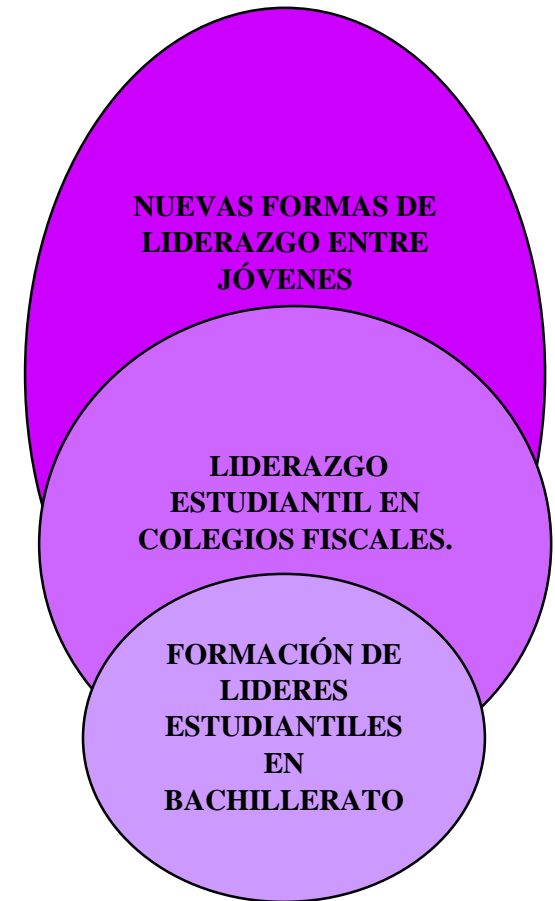 NUEVAS FORMAS DE
LIDERAZGO ENTRE
JÓVENES
LIDERAZGO
ESTUDIANTIL EN
COLEGIOS FISCALES.
FORMACIÓN DE
LIDERES
ESTUDIANTILES
EN
BACHILLERATO